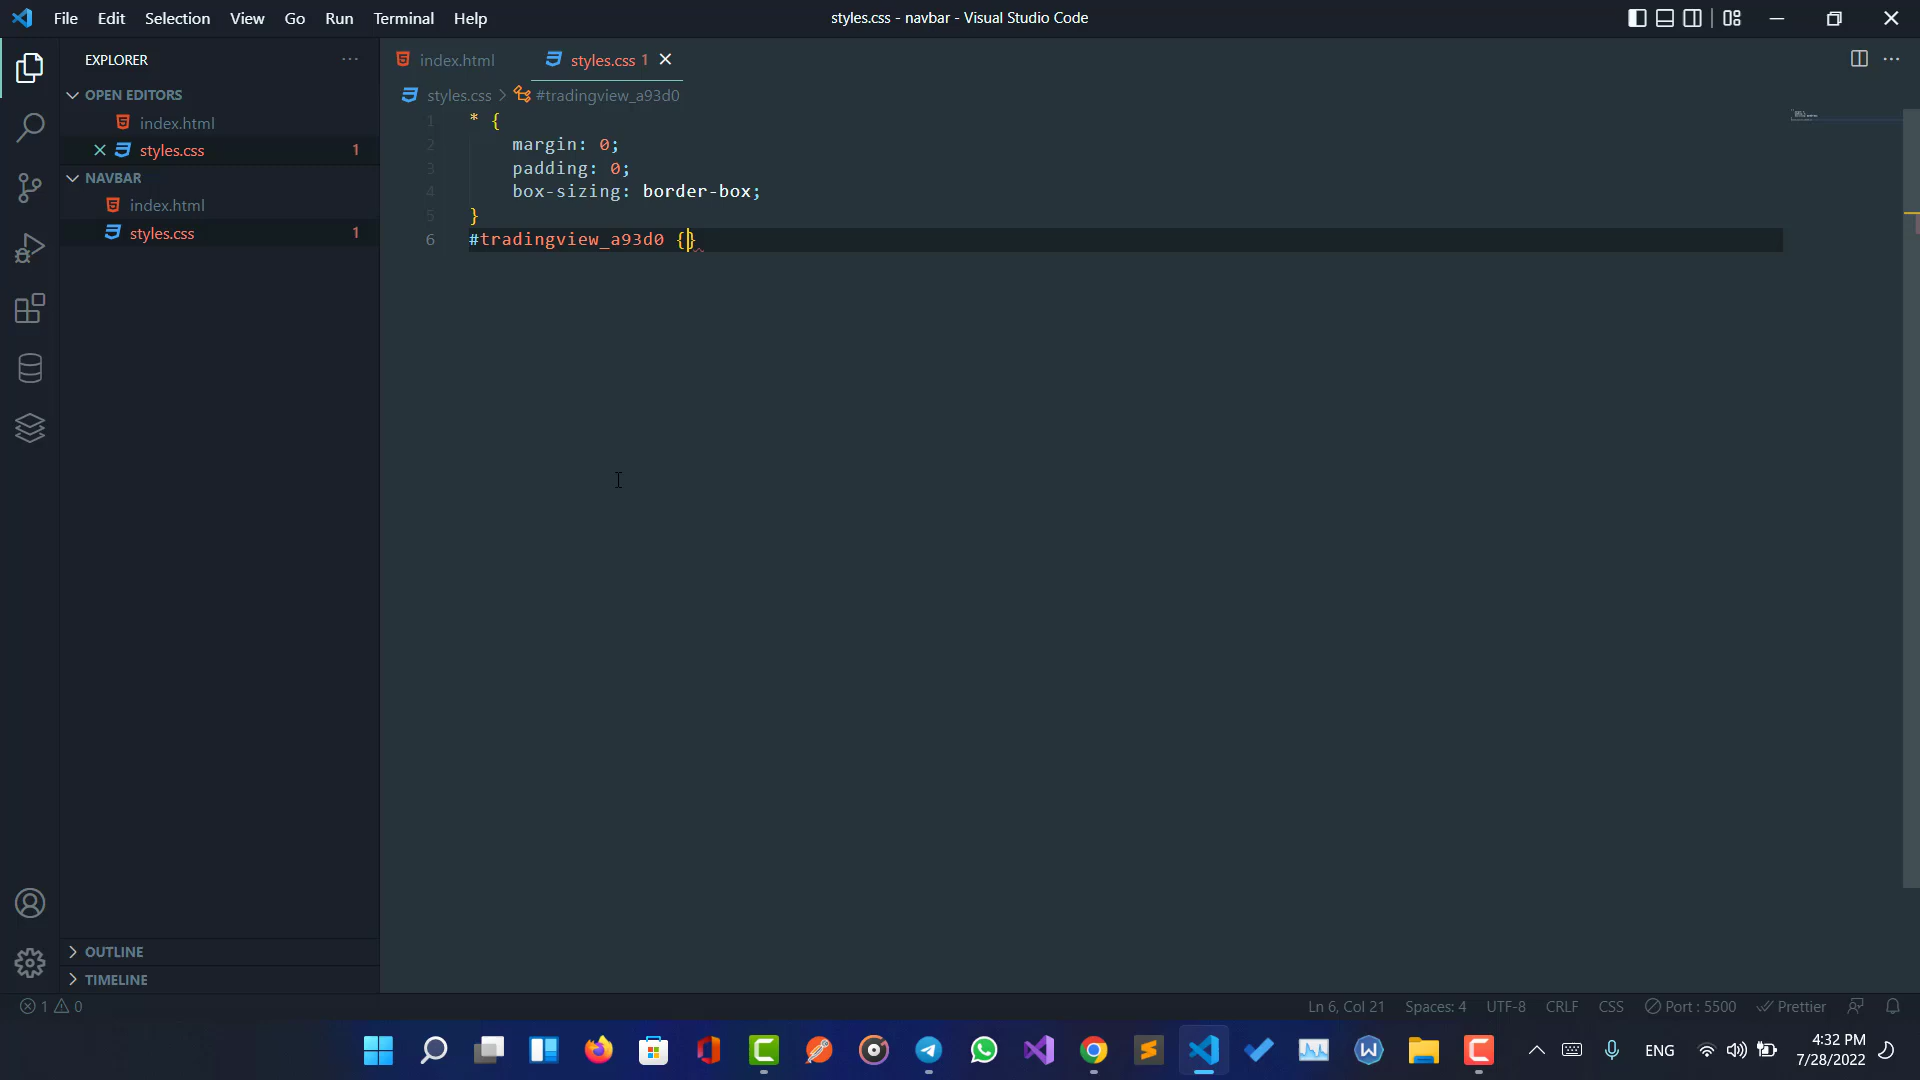 File Edit Selection View Go Run Terminal Help
styles.css - navbar - Visual Studio Code
EXPLORER
OPEN EDITORS
index.html
styles.css 1
NAVBAR
index.html
styles.css 1
OUTLINE
TIMELINE
index.html styles.css 1
styles.css > #tradingview_a93d0
1 * {
2 margin: 0;
3 padding: 0;
4 box-sizing: border-box;
5 }
6 #tradingview_a93d0 {}
1 0
Ln 6, Col 21 Spaces: 4 UTF-8 CRLF CSS Port : 5500 Prettier
ENG
4:32 PM
7/28/2022